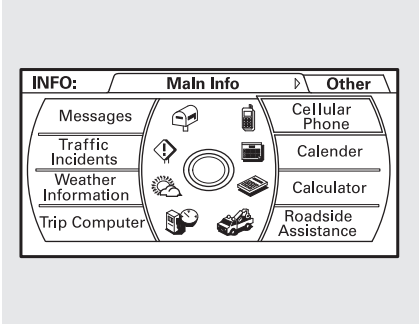 INFO:
Main Info
Other
Messages
Cellular
Phone
Traffic
Incidents
Calender
Weather
Information
Calculator
Trip Computer
Roadside
Assistance